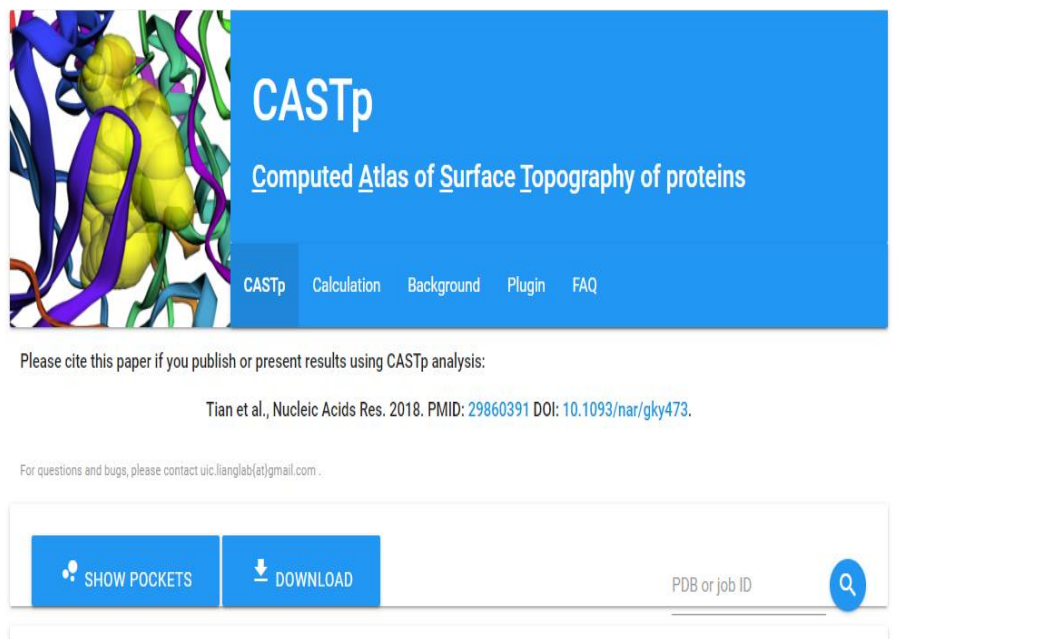 CASTp
Computed Atlas of Surface Topography of proteins
CASTp Calculation Background Plugin FAQ
Please cite this paper if you publish or present results using CASTp analysis:
Tian et al., Nucleic Acids Res. 2018. PMID: 29860391 DOI: 10.1093/nar/gky473.
For questions and bugs, please contact uic.lianglab(at)gmail.com .
SHOW POCKETS DOWNLOAD PDB or job ID